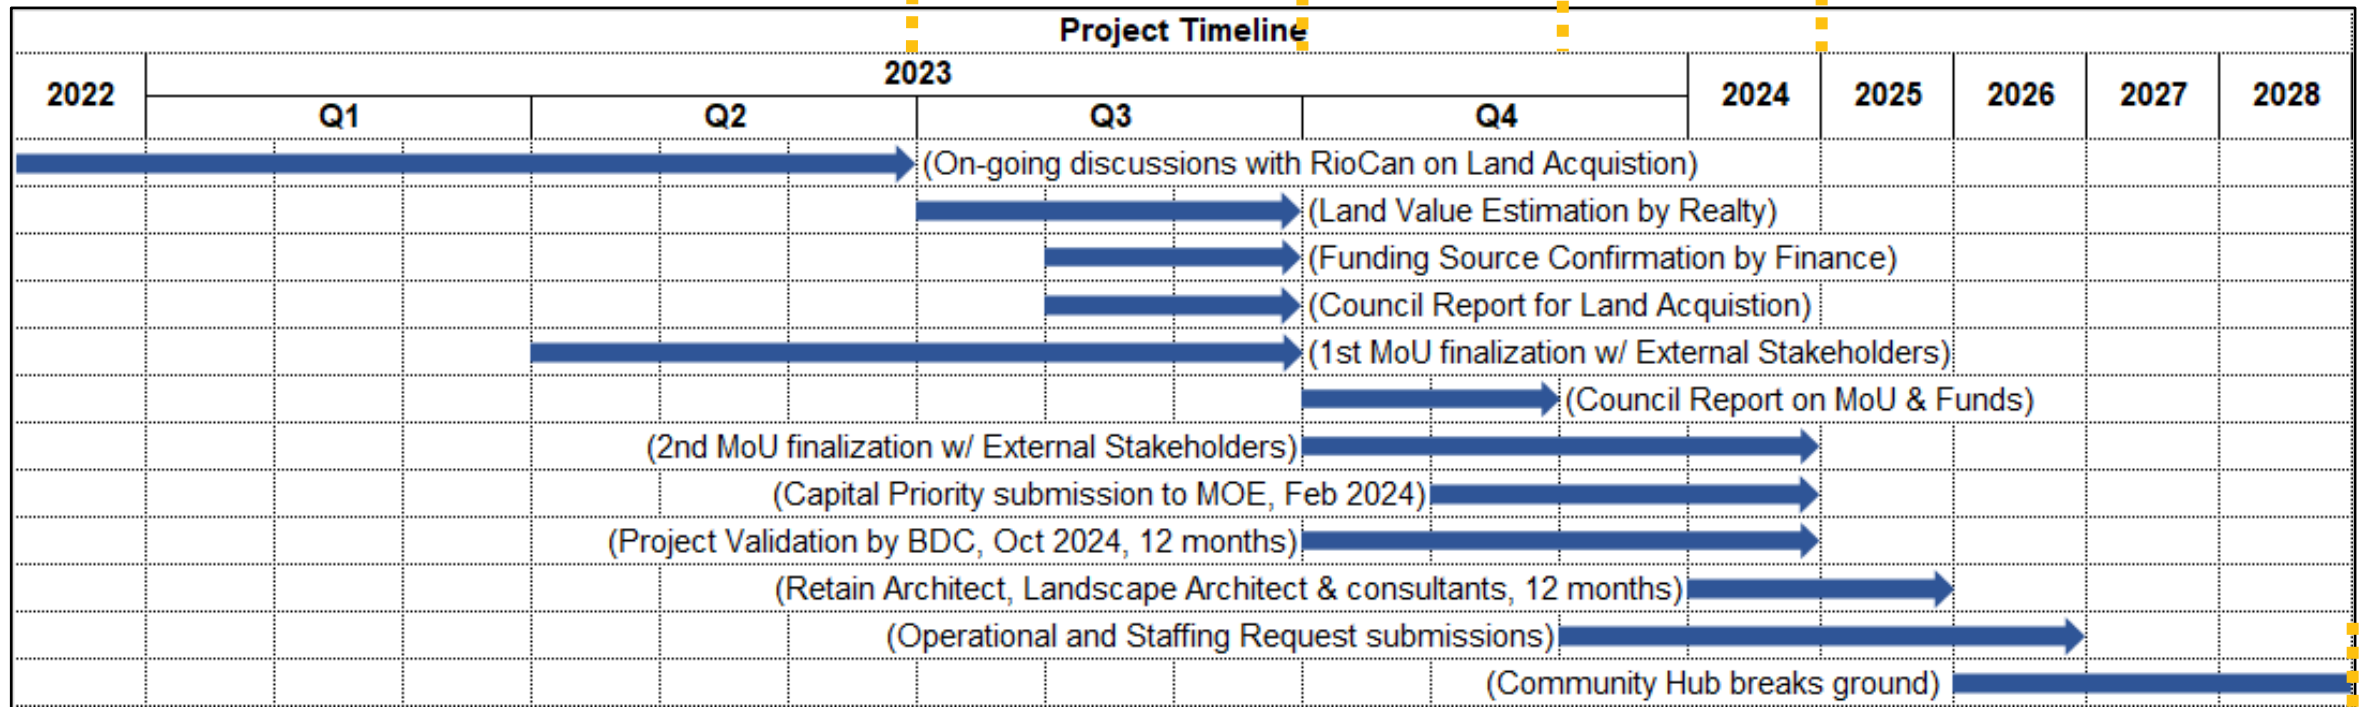 Project Timeline
2022 2023 2024 2025 2026 2027 2028
Q1 Q2 Q3 Q4
(On-going discussions with RioCan on Land Acquistion)
(Land Value Estimation by Realty)
(Funding Source Confirmation by Finance)
(Council Report for Land Acquistion)
(1st MoU finalization w/ External Stakeholders)
(Council Report on MoU & Funds)
(2nd MoU finalization w/ External Stakeholders)
(Capital Priority submission to MOE, Feb 2024)
(Project Validation by BDC, Oct 2024, 12 months)
(Retain Architect, Landscape Architect & consultants, 12 months)
(Operational and Staffing Request submissions)
(Community Hub breaks ground)